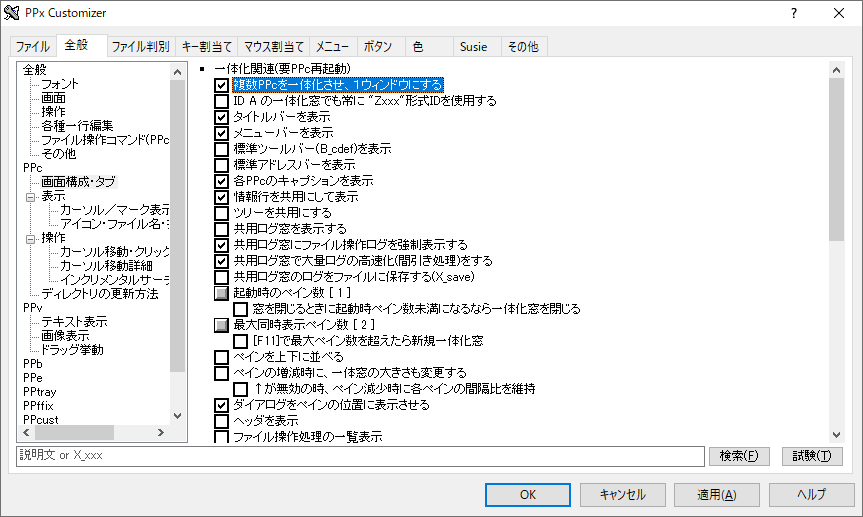 PPx Customizer
ファイル 全般 ファイル判別 キー割当て マウス割当て メニュー ボタン 色 Susie その他
全般
フォント
画面
操作
各種一行編集
ファイル操作コマンド(PPc
その他
PPc
画面構成・タブ
表示
カーソル／マーク表示
アイコン・ファイル名・
操作
カーソル移動・クリック
カーソル移動詳細
インクリメンタルサーチ
ディレクトリの更新方法
PPv
テキスト表示
画像表示
ドラッグ挙動
PPb
PPe
PPtray
PPffix
PPcust
一体化関連(要PPc再起動)
複数PPcを一体化させ、１ウィンドウにする
ID A の一体化窓でも常に "Zxxx"形式IDを使用する
タイトルバーを表示
メニューバーを表示
標準ツールバー(B_cdef)を表示
標準アドレスバーを表示
各PPcのキャプションを表示
情報行を共用にして表示
ツリーを共用にする
共用ログ窓を表示する
共用ログ窓にファイル操作ログを強制表示する
共用ログ窓で大量ログの高速化(間引き処理)をする
共用ログ窓のログをファイルに保存する(X_save)
起動時のペイン数 [ 1 ]
窓を閉じるときに起動時ペイン数未満になるなら一体化窓を閉じる
最大同時表示ペイン数 [ 2 ]
[F11]で最大ペイン数を超えたら新規一体化窓
ペインを上下に並べる
ペインの増減時に、一体窓の大きさも変更する
↑が無効の時、ペイン減少時に各ペインの間隔比を維持
ダイアログをペインの位置に表示させる
ヘッダを表示
ファイル操作処理の一覧表示
説明文 or X_xxx
検索(F) 試験(T)
OK キャンセル 適用(A) ヘルプ